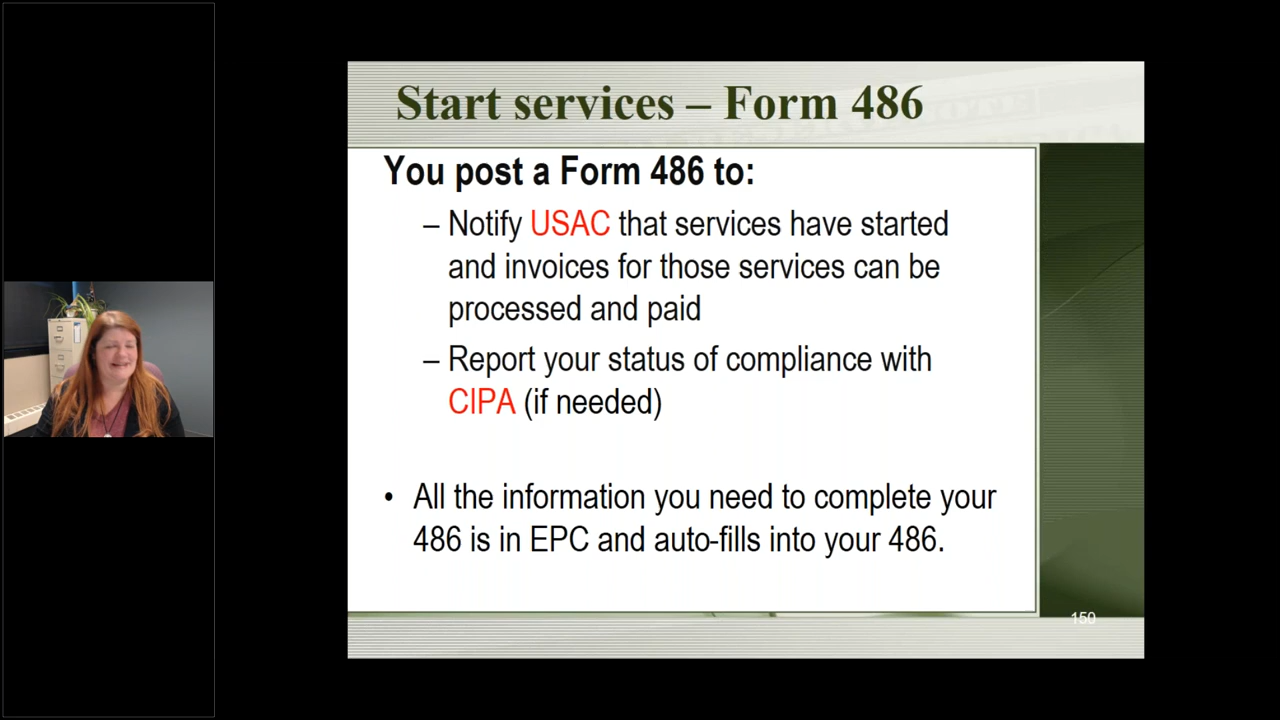 Start services – Form 486
You post a Form 486 to:
– Notify USAC that services have started
and invoices for those services can be
processed and paid
– Report your status of compliance with
CIPA (if needed)
• All the information you need to complete your
486 is in EPC and auto-fills into your 486.
150